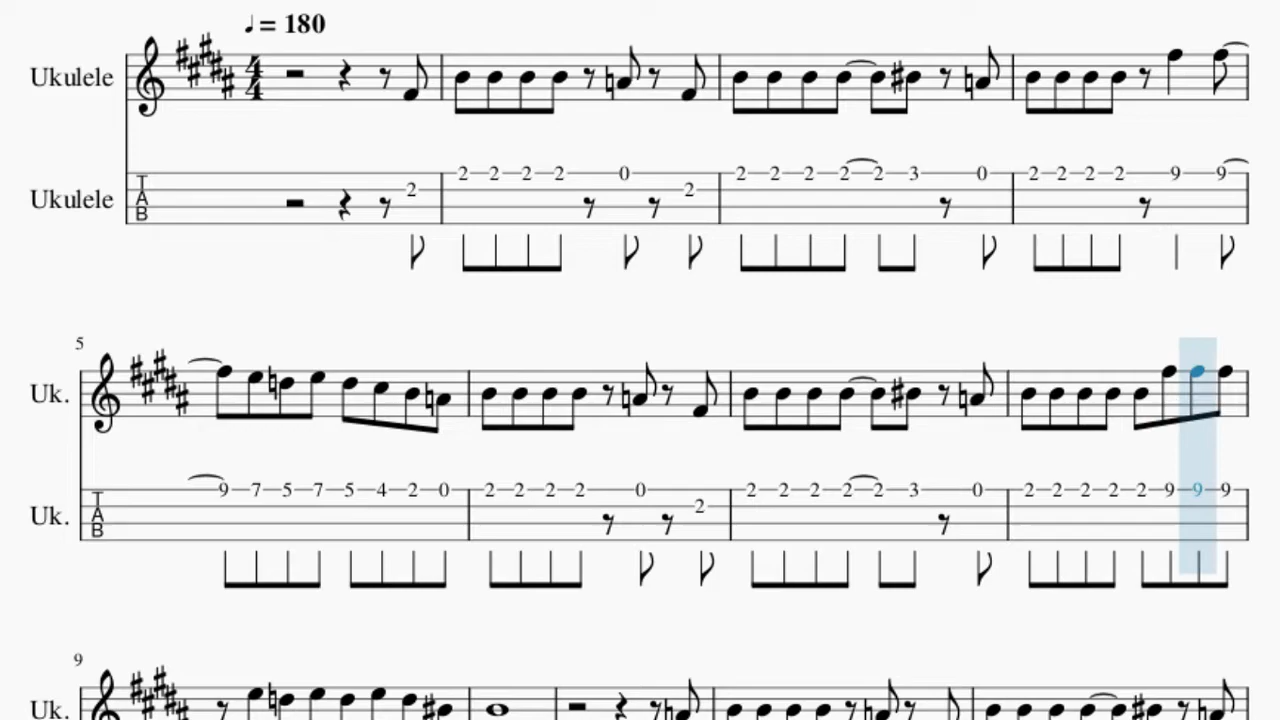 ♩= 180
Ukulele 4 4
Ukulele T A B 2 2 2 2 2 0 2 2 2 2 2 2 3 0 2 2 2 2 9 9
5
Uk.
Uk. T A B 9 7 5 7 5 4 2 0 2 2 2 2 0 2 2 2 2 2 2 3 0 2 2 2 2 2 9 9 9
9
Uk.